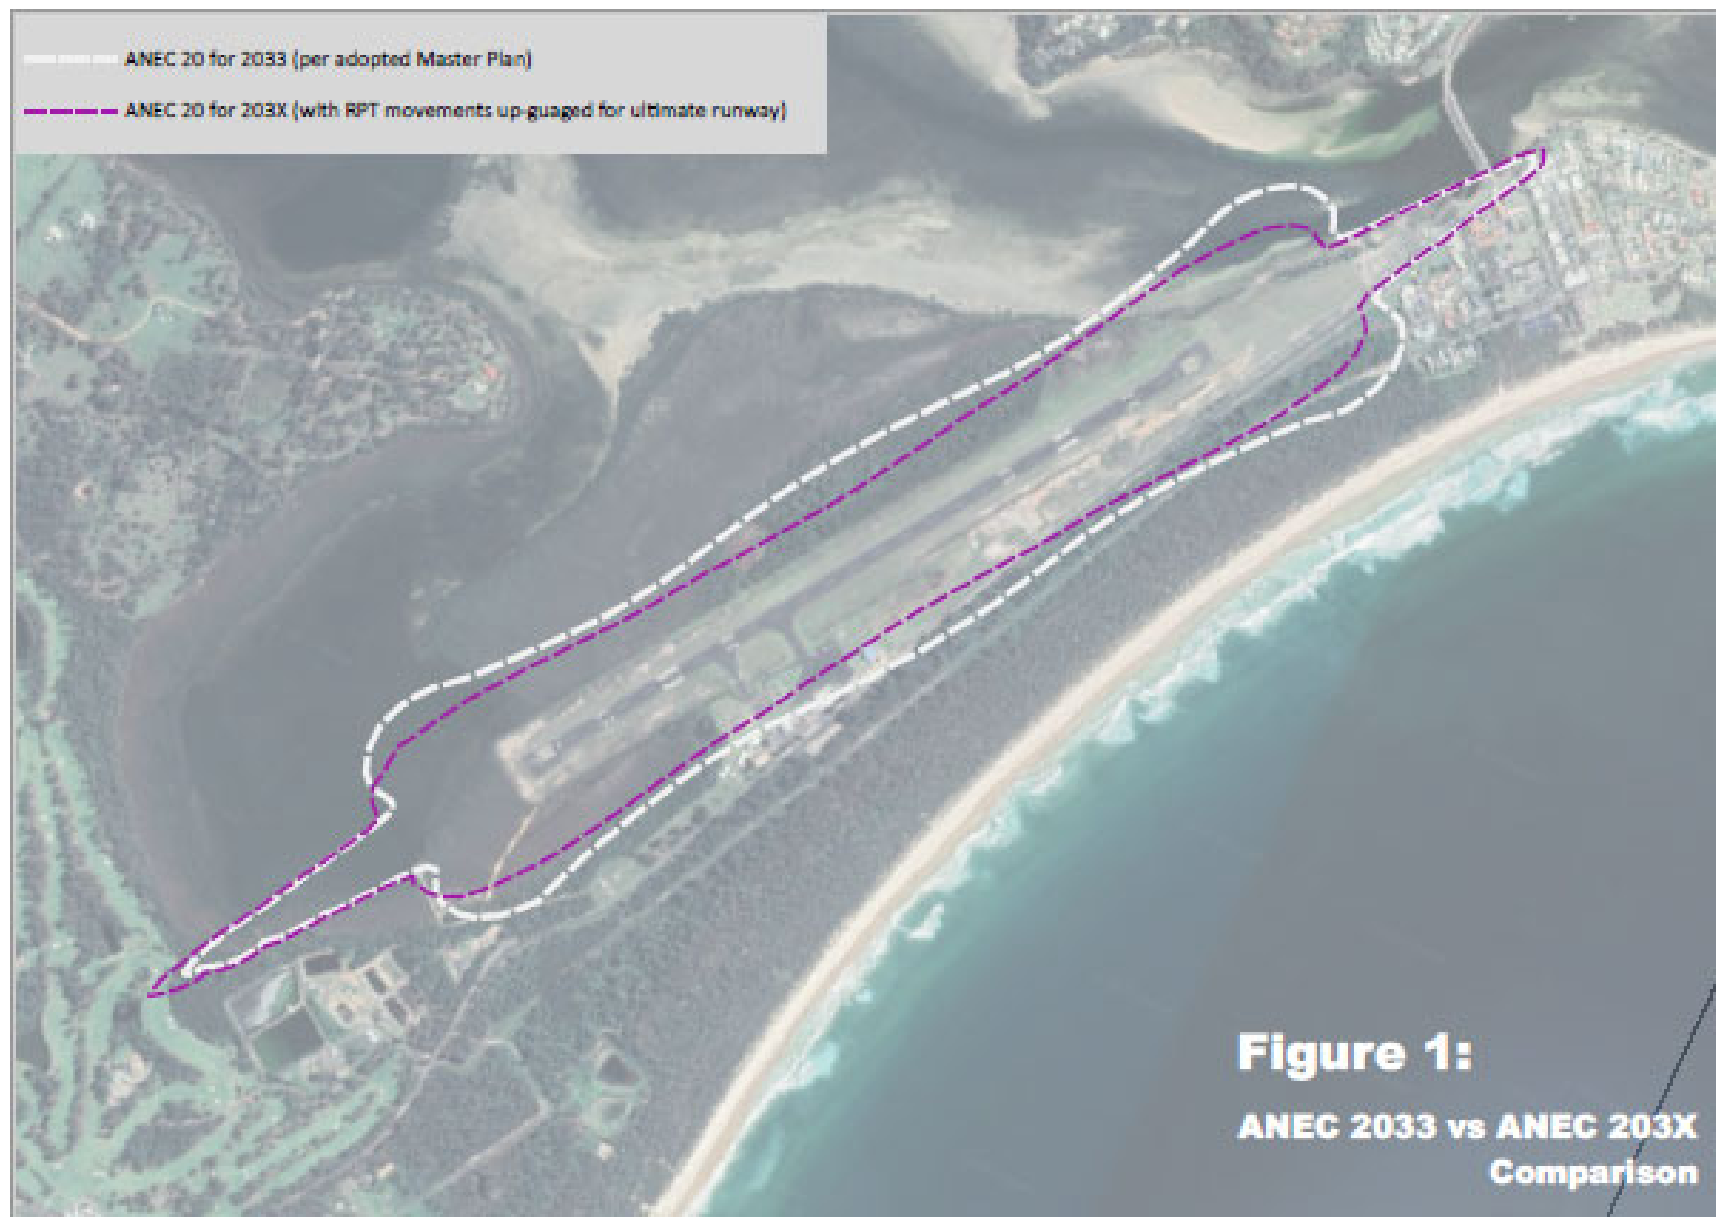 ANEC 20 for 2033 (per adopted Master Plan)
ANEC 20 for 203X (with RPT movements up-guaged for ultimate runway)
Figure 1:
ANEC 2033 vs ANEC 203X
Comparison